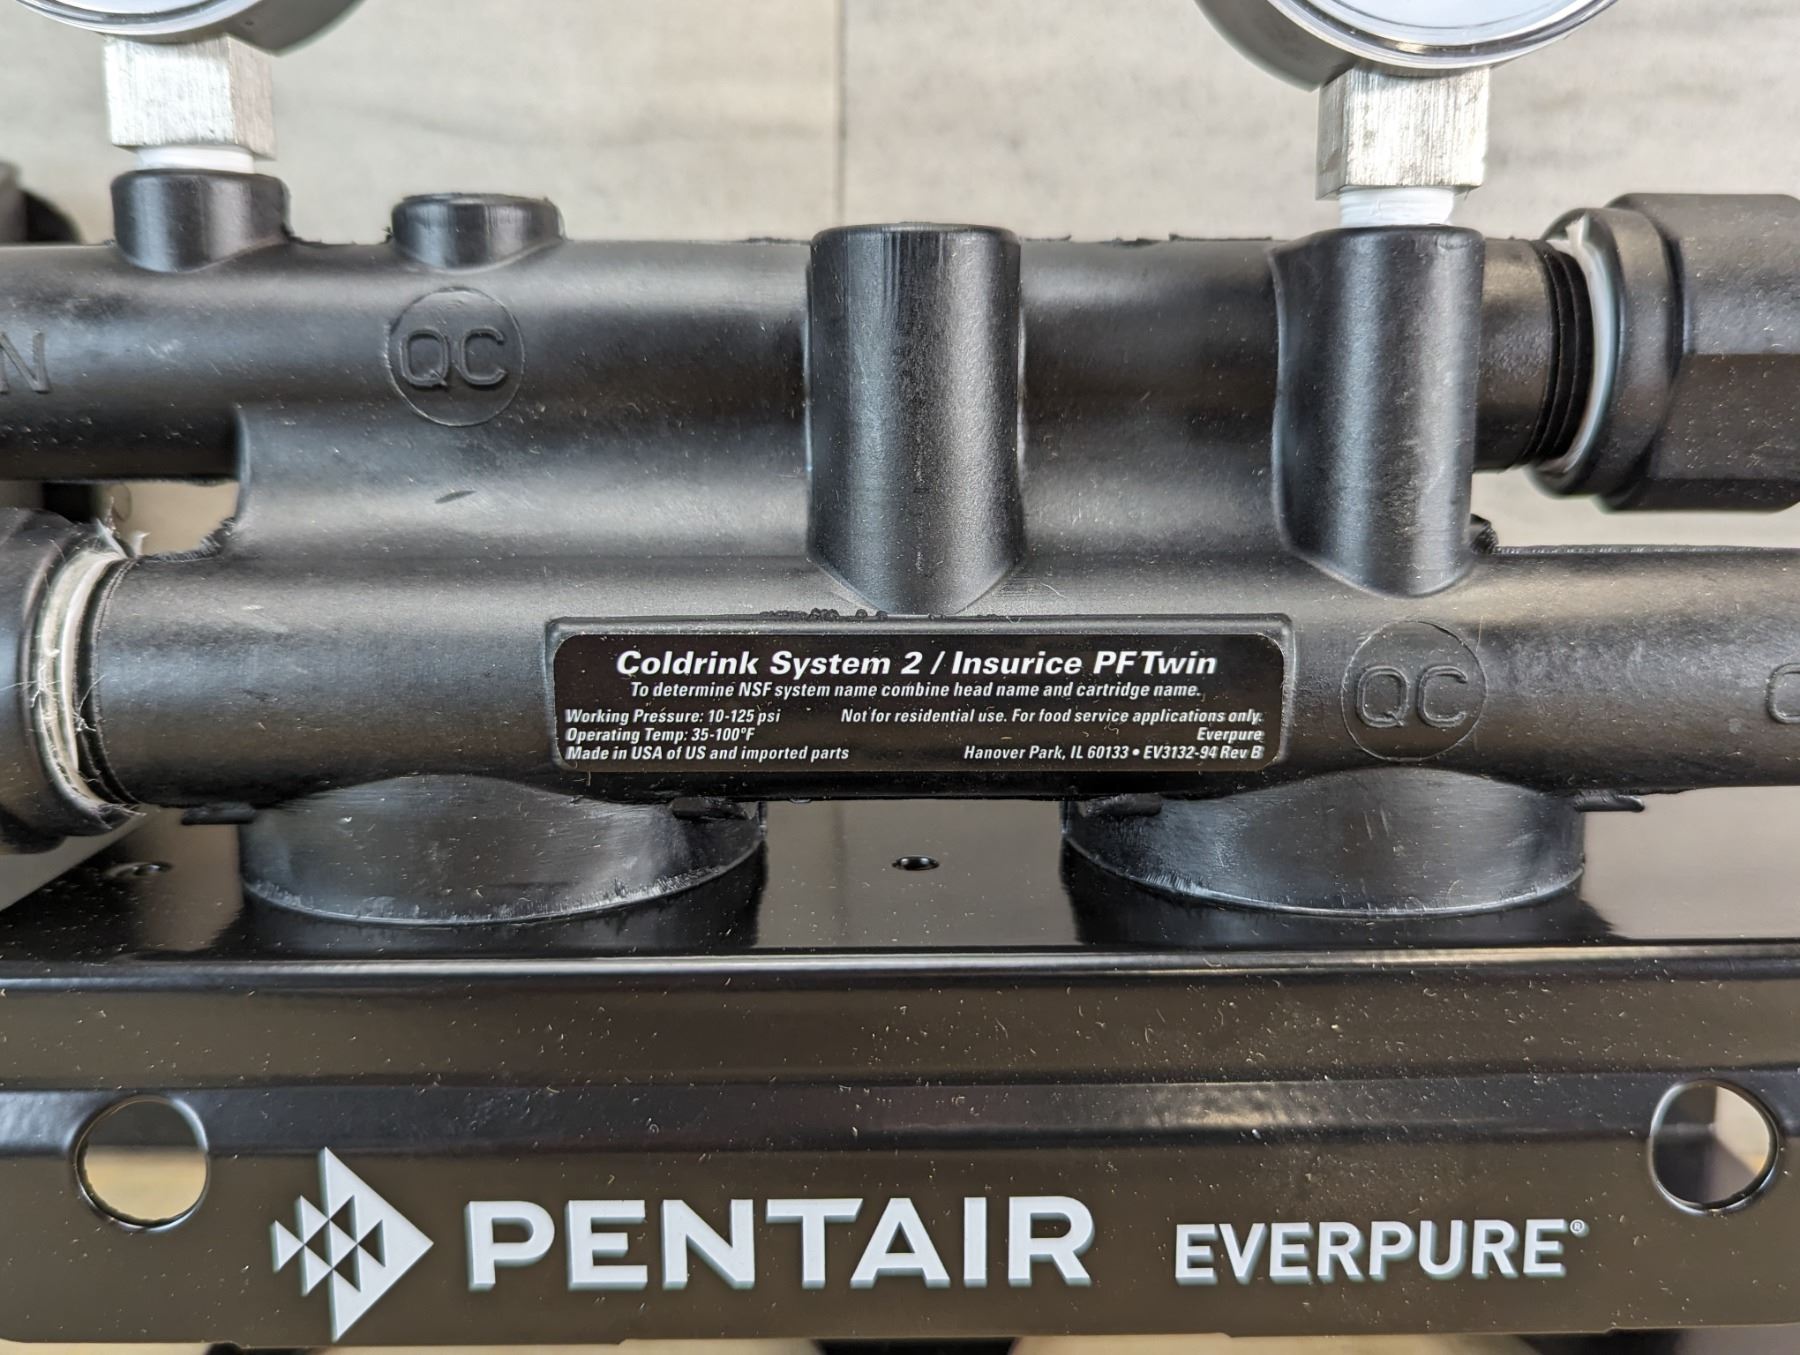 N
QC
Coldrink System 2 / Insurice PF Twin
To determine NSF system name combine head name and cartridge name.
Working Pressure: 10-125 psi
Not for residential use. For food service applications only.
Operating Temp: 35-100°F
Everpure
Made in USA of US and imported parts
Hanover Park, IL 60133 • EV3132-94 Rev B
QC
PENTAIR EVERPURE®